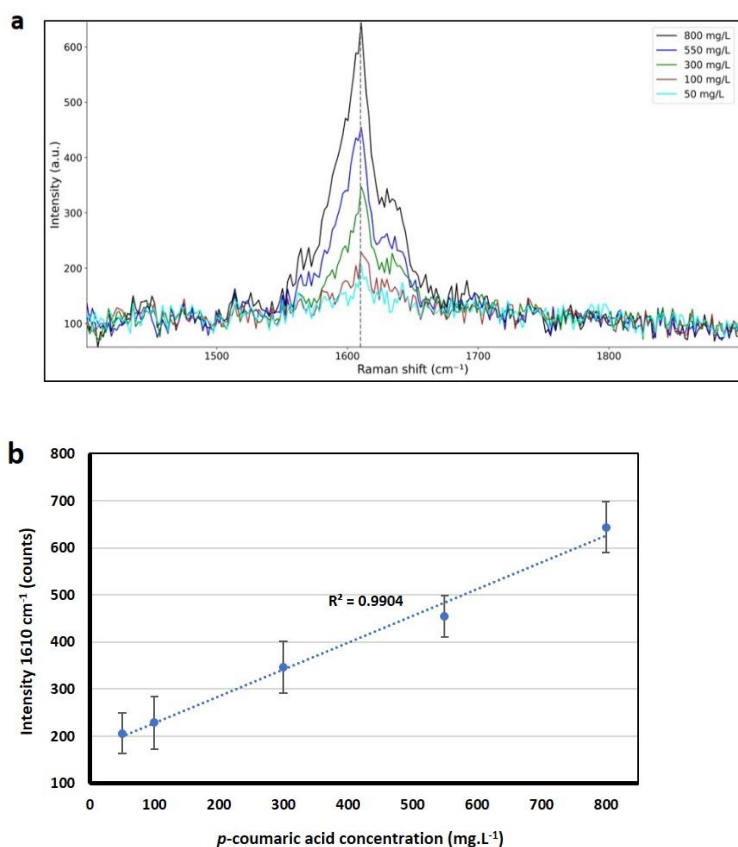 a
600
500
400
300
200
100
Intensity (a.u.)
800 mg/L
550 mg/L
300 mg/L
100 mg/L
50 mg/L
1500
1600
1700
1800
Raman shift (cm⁻¹)
b
800
700
600
500
400
300
200
100
Intensity 1610 cm⁻¹ (counts)
R² = 0.9904
0 100 200 300 400 500 600 700 800
p-coumaric acid concentration (mg.L⁻¹)